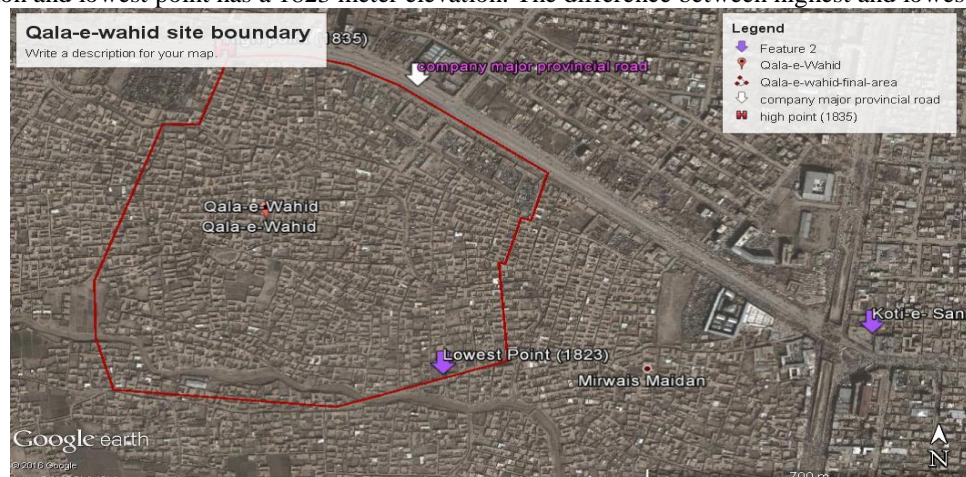 on and lowest point has a 1823 meter elevation. The difference between highest and lowes
Qala-e-wahid site boundary
Write a description for your map.
(1835)
company major provincial road
Legend
Feature 2
Qala-e-Wahid
Qala-e-wahid-final-area
company major provincial road
high point (1835)
Qala-e-Wahid
Qala-e-Wahid
Koti-e- San
Lowest Point (1823)
Mirwais Maidan
Google earth
© 2016 Google
700 m
N